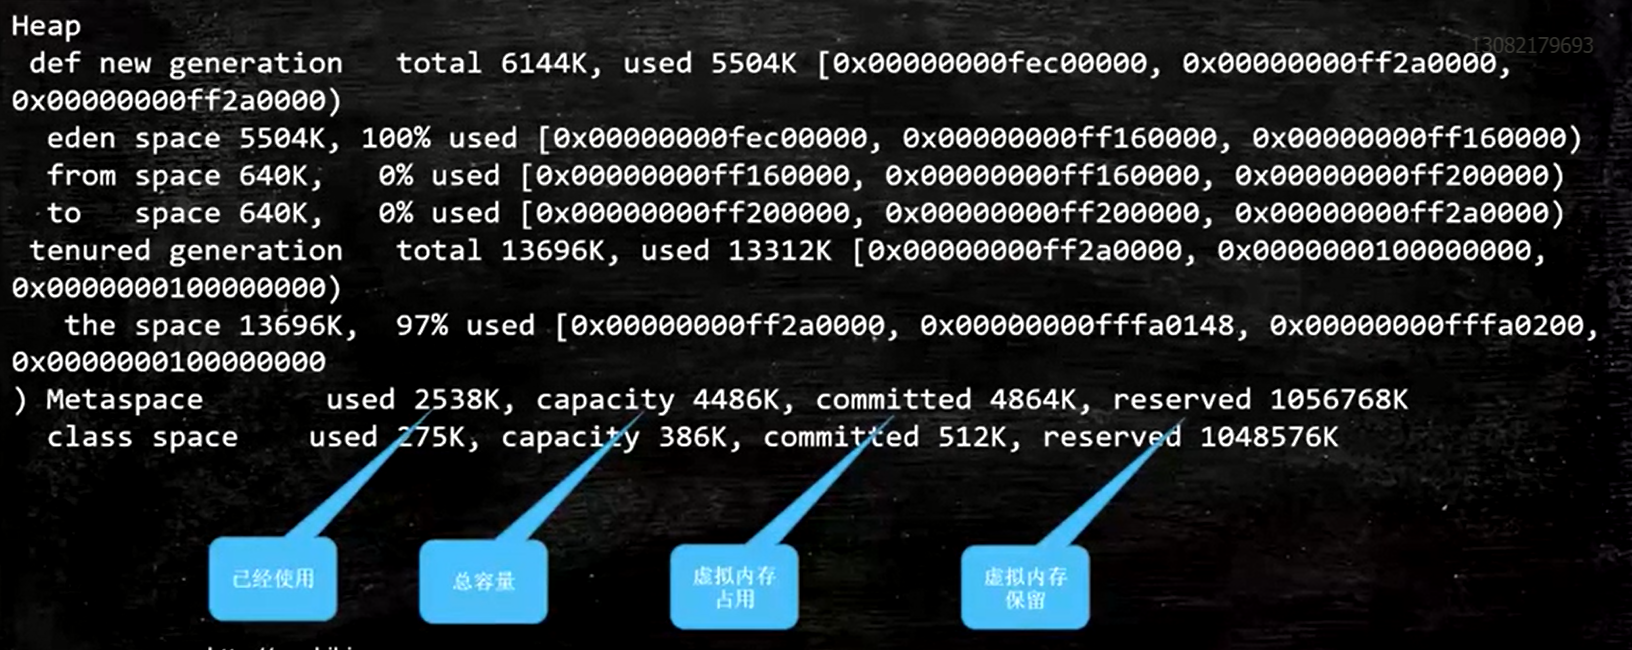 Heap
13082179693
def new generation   total 6144K, used 5504K [0x00000000fec00000, 0x00000000ff2a0000,
0x00000000ff2a0000)
eden space 5504K, 100% used [0x00000000fec00000, 0x00000000ff160000, 0x00000000ff160000)
from space 640K,   0% used [0x00000000ff160000, 0x00000000ff160000, 0x00000000ff200000)
to   space 640K,   0% used [0x00000000ff200000, 0x00000000ff200000, 0x00000000ff2a0000)
tenured generation   total 13696K, used 13312K [0x00000000ff2a0000, 0x0000000100000000,
0x0000000100000000)
the space 13696K,  97% used [0x00000000ff2a0000, 0x00000000fffa0148, 0x00000000fffa0200,
0x0000000100000000
) Metaspace       used 2538K, capacity 4486K, committed 4864K, reserved 1056768K
class space    used 275K, capacity 386K, committed 512K, reserved 1048576K
已经使用
总容量
虚拟内存
占用
虚拟内存
保留